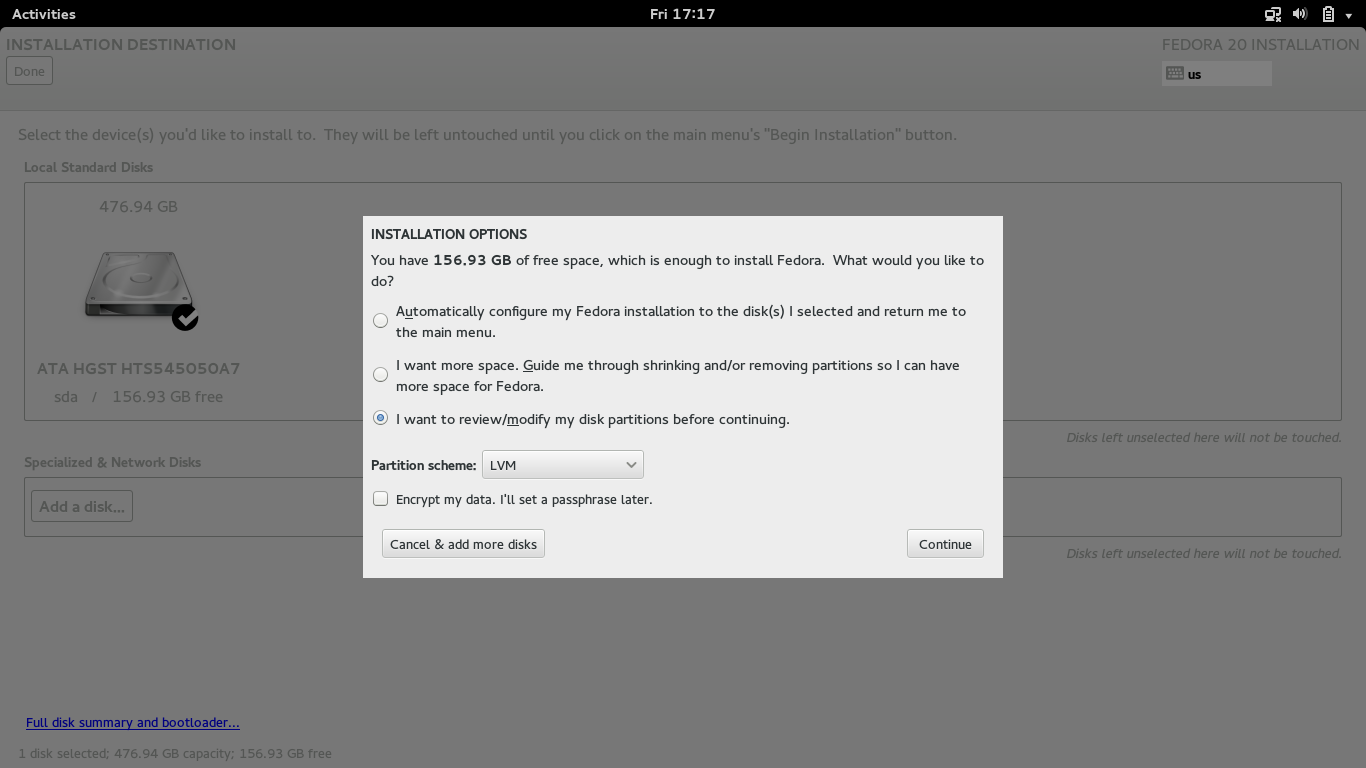 Activities
Fri 17:17
INSTALLATION DESTINATION
FEDORA 20 INSTALLATION
Done
us
Select the device(s) you'd like to install to.  They will be left untouched until you click on the main menu's "Begin Installation" button.
Local Standard Disks
476.94 GB
ATA HGST HTS545050A7
sda / 156.93 GB free
Disks left unselected here will not be touched.
Specialized & Network Disks
Add a disk...
Disks left unselected here will not be touched.
INSTALLATION OPTIONS
You have 156.93 GB of free space, which is enough to install Fedora.  What would you like to
do?
Automatically configure my Fedora installation to the disk(s) I selected and return me to
the main menu.
I want more space. Guide me through shrinking and/or removing partitions so I can have
more space for Fedora.
I want to review/modify my disk partitions before continuing.
Partition scheme: LVM
Encrypt my data. I'll set a passphrase later.
Cancel & add more disks
Continue
Full disk summary and bootloader...
1 disk selected; 476.94 GB capacity; 156.93 GB free